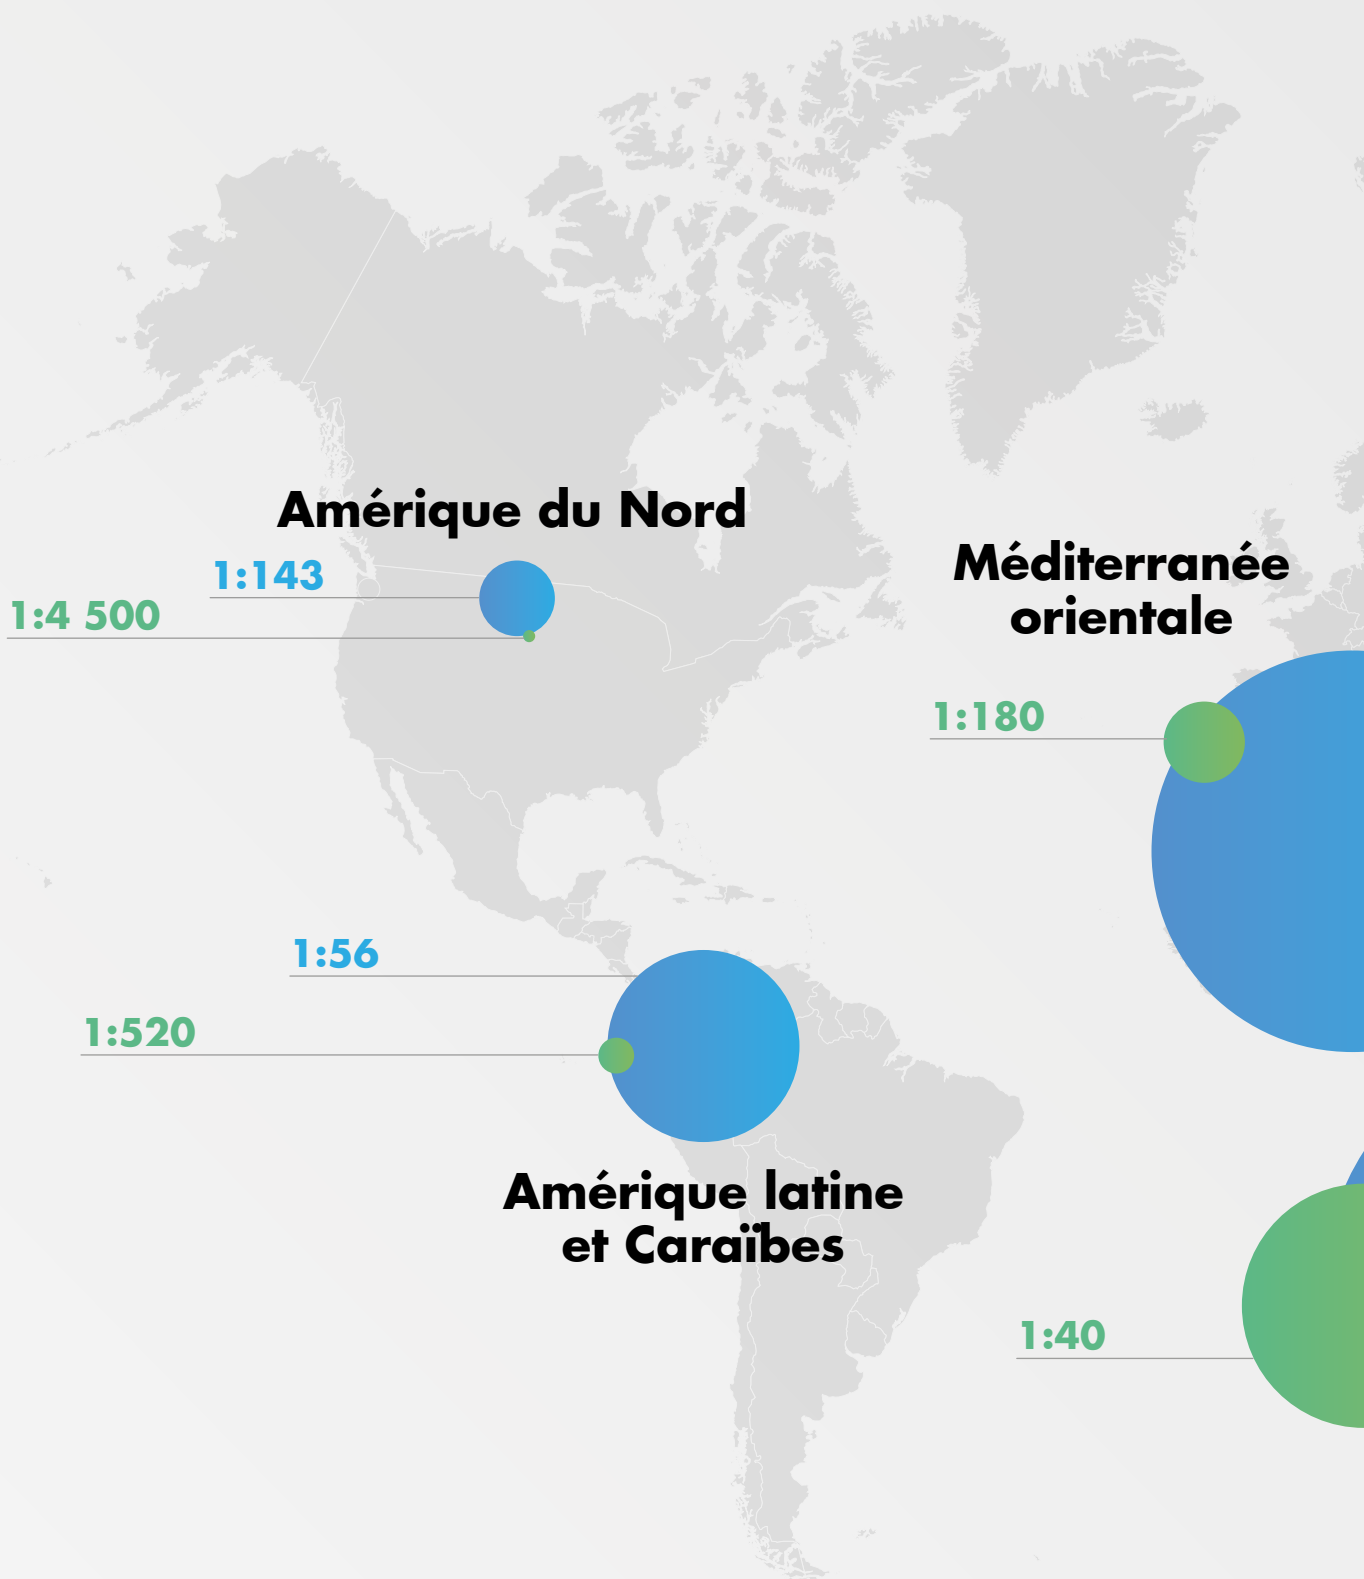 Amérique du Nord
1:143
1:4 500
Méditerranée
orientale
1:180
1:56
1:520
Amérique latine
et Caraïbes
1:40